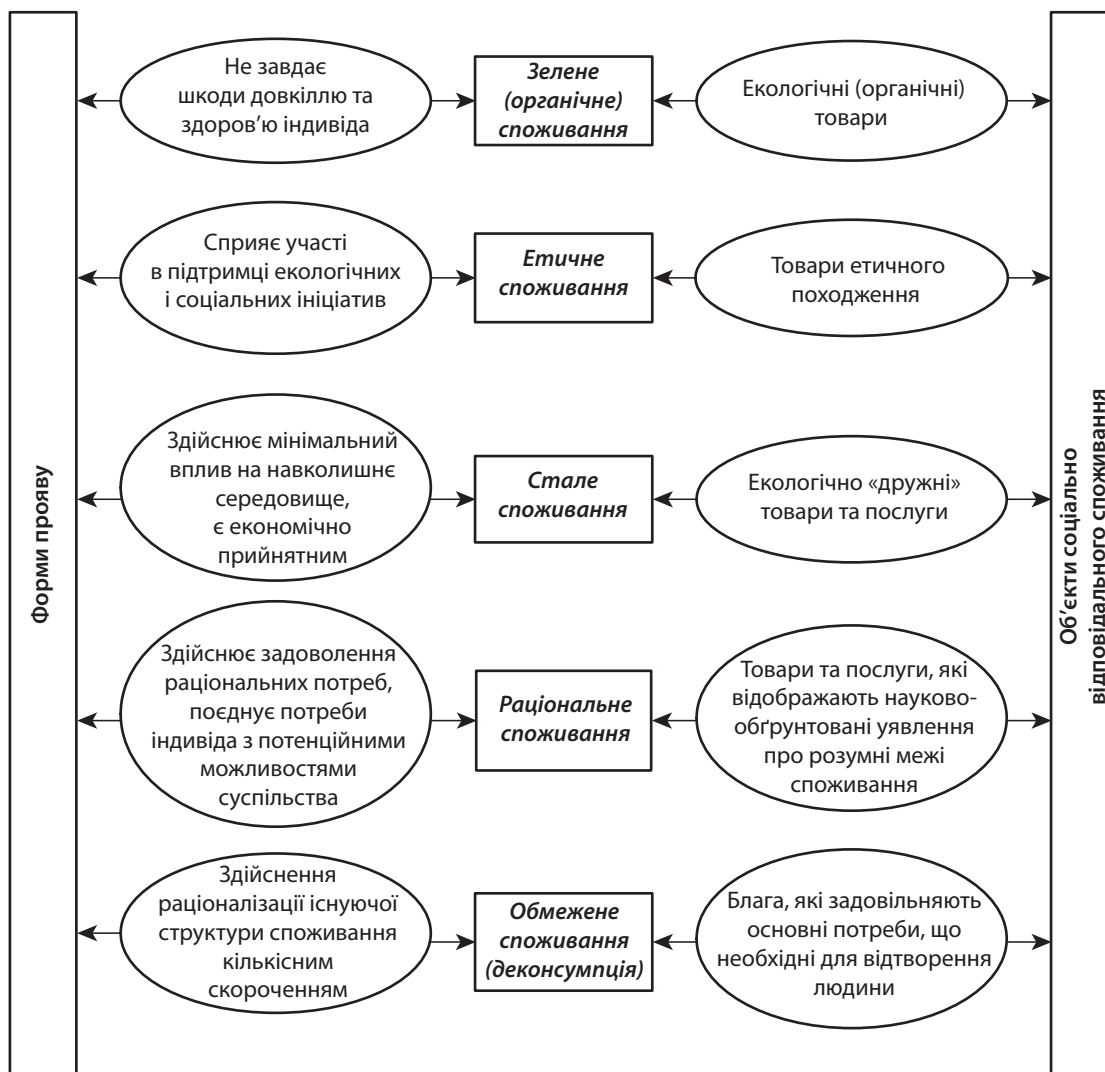 Форми прояву
Не завдає
шкоди довкіллю та
здоров’ю індивіда
Зелене
(органічне)
споживання
Екологічні (органічні)
товари
Сприяє участі
в підтримці екологічних
і соціальних ініціатив
Етичне
споживання
Товари етичного
походження
Здійснює мінімальний
вплив на навколишнє
середовище,
є економічно
прийнятним
Стале
споживання
Екологічно «дружні»
товари та послуги
Здійснює задоволення
раціональних потреб,
поєднує потреби
індивіда з потенційними
можливостями
суспільства
Раціональне
споживання
Товари та послуги, які
відображають науково-
обґрунтовані уявлення
про розумні межі
споживання
Здійснення
раціоналізації існуючої
структури споживання
кількісним
скороченням
Обмежене
споживання
(деконсумпція)
Блага, які задовільняють
основні потреби, що
необхідні для відтворення
людини
Об’єкти соціально
відповідального споживання